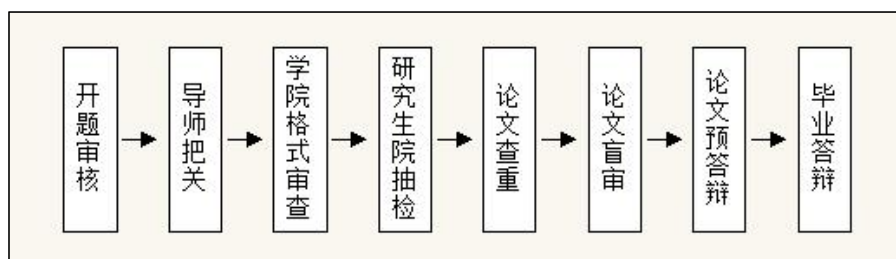 开题审核
导师把关
学院格式审查
研究生院抽检
论文查重
论文盲审
论文预答辩
毕业答辩